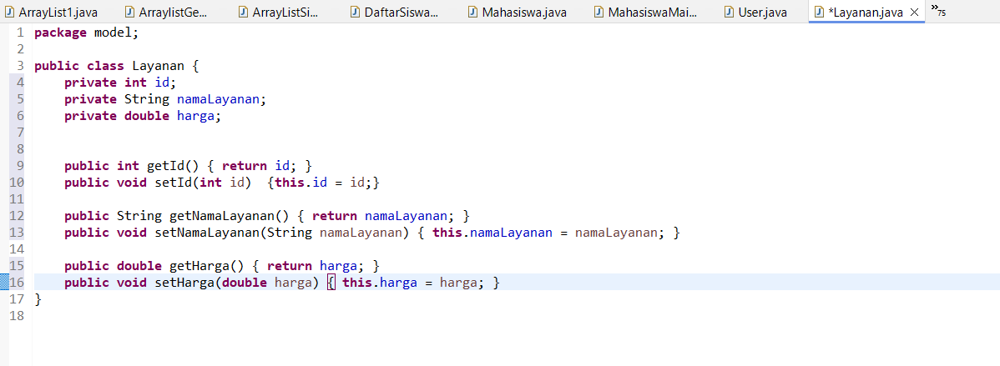 ArrayList1.java ArraylistGe... ArrayListSi... DaftarSiswa... Mahasiswa.java MahasiswaMai... User.java *Layanan.java »75
1 package model;
2
3 public class Layanan {
4 private int id;
5 private String namaLayanan;
6 private double harga;
7
8
9 public int getId() { return id; }
10 public void setId(int id)  {this.id = id;}
11
12 public String getNamaLayanan() { return namaLayanan; }
13 public void setNamaLayanan(String namaLayanan) { this.namaLayanan = namaLayanan; }
14
15 public double getHarga() { return harga; }
16 public void setHarga(double harga) { this.harga = harga; }
17 }
18